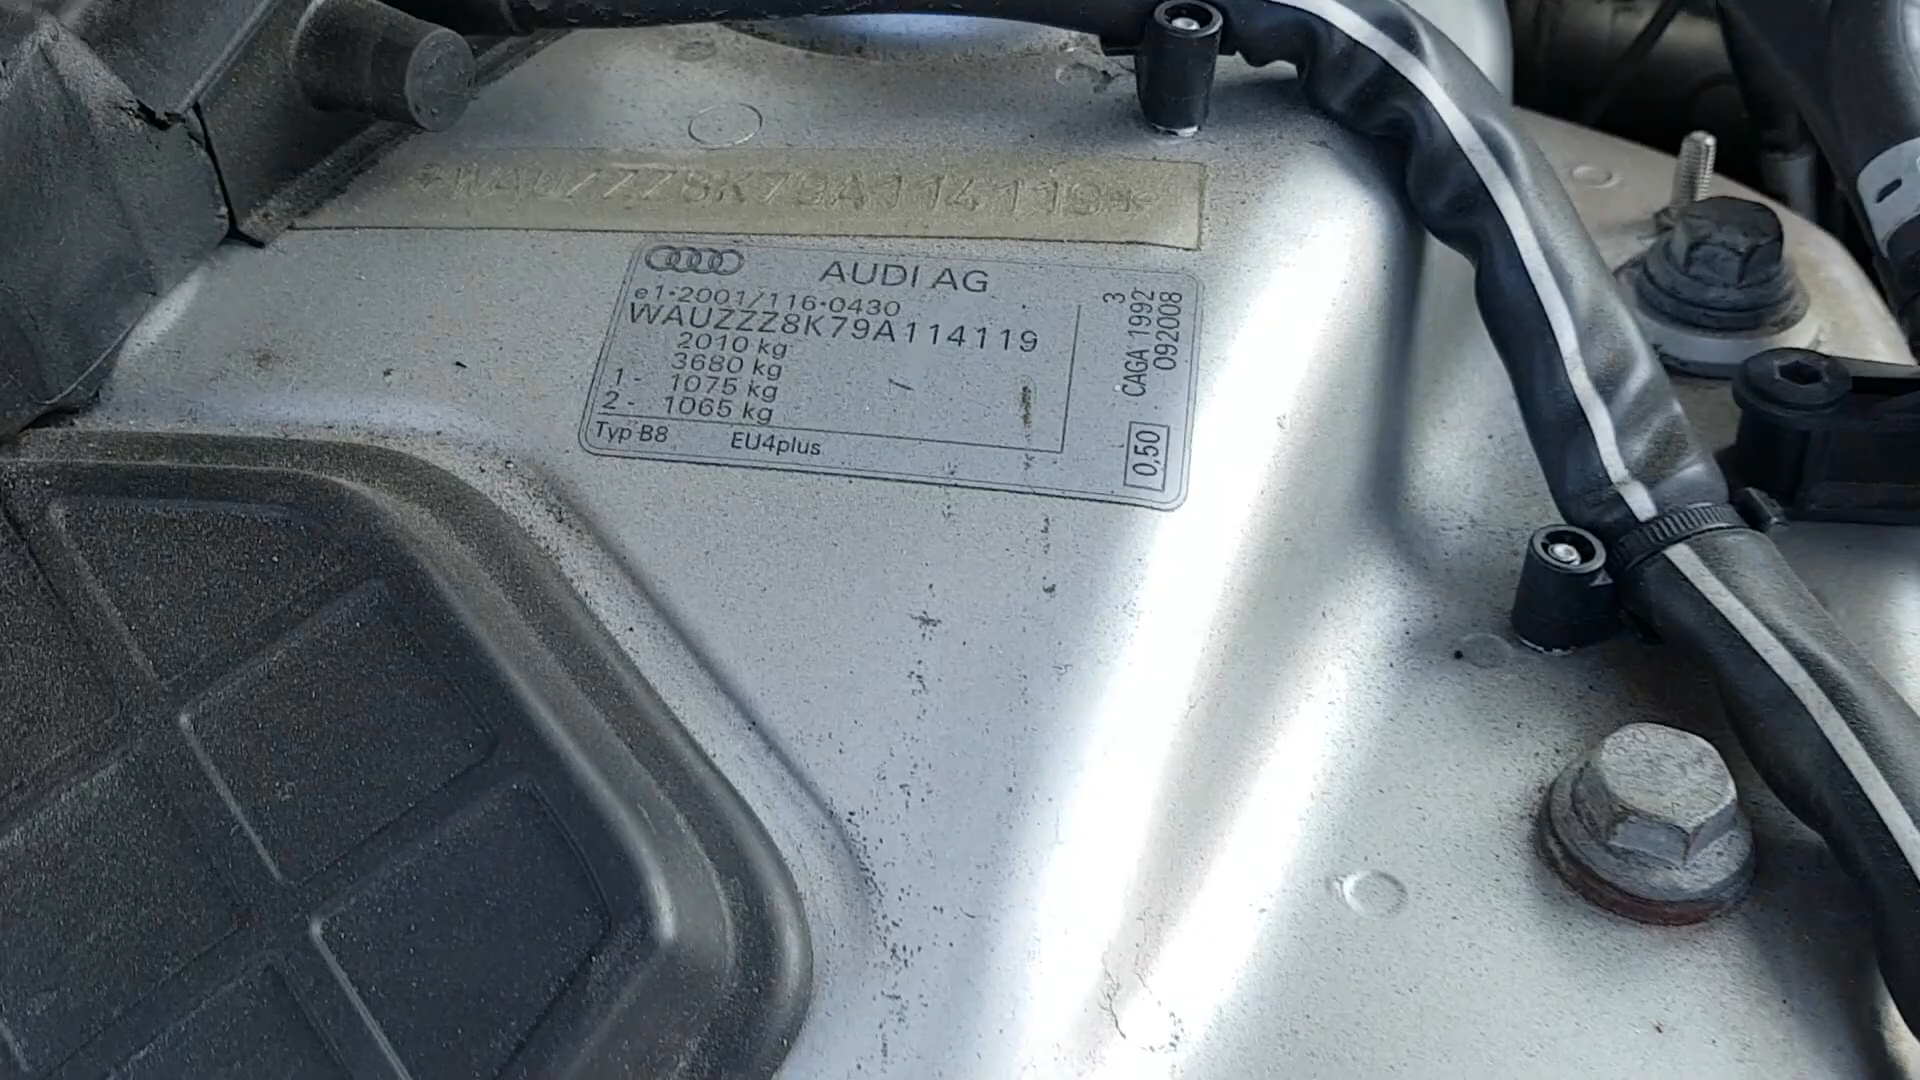 *WAUZZZ8K79A114119*
AUDI AG
e1*2001/116*0430
WAUZZZ8K79A114119
2010 kg
3680 kg
1- 1075 kg
2- 1065 kg
Typ B8 EU4plus
3
CAGA 1992
092008
0,50